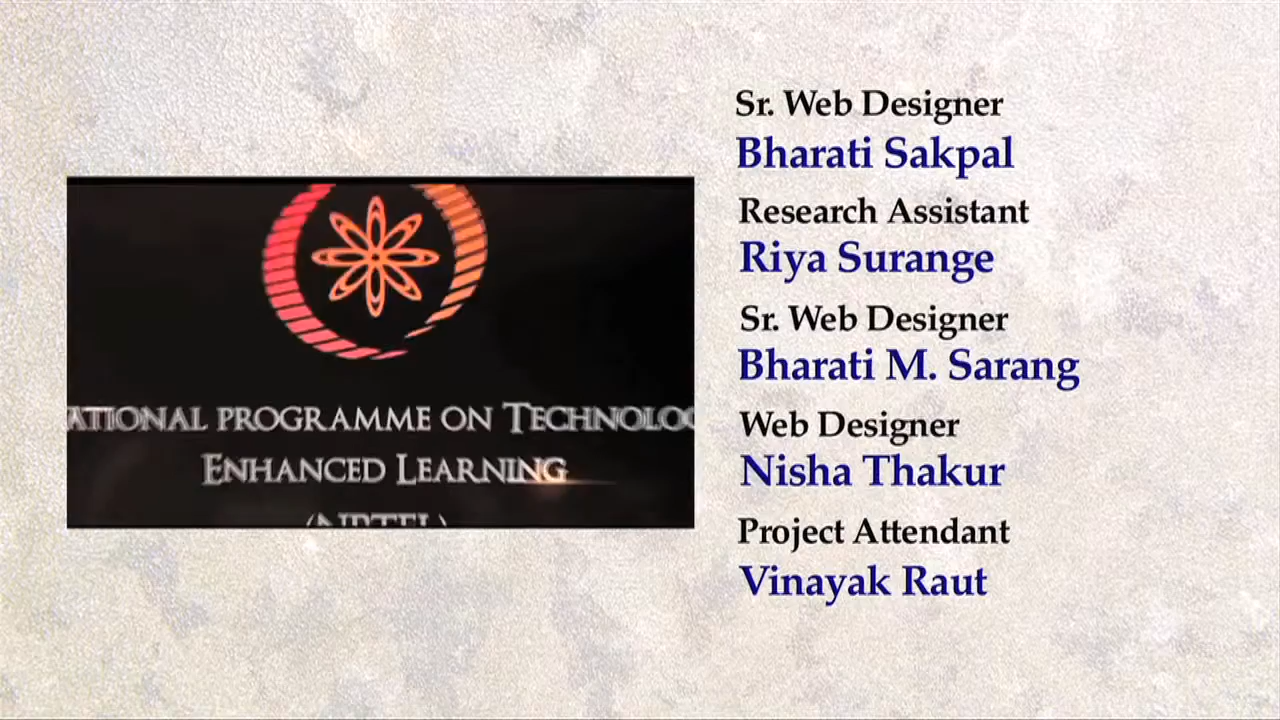 ATIONAL PROGRAMME ON TECHNOLOG
ENHANCED LEARNING
(NPTEL)
Sr. Web Designer
Bharati Sakpal
Research Assistant
Riya Surange
Sr. Web Designer
Bharati M. Sarang
Web Designer
Nisha Thakur
Project Attendant
Vinayak Raut